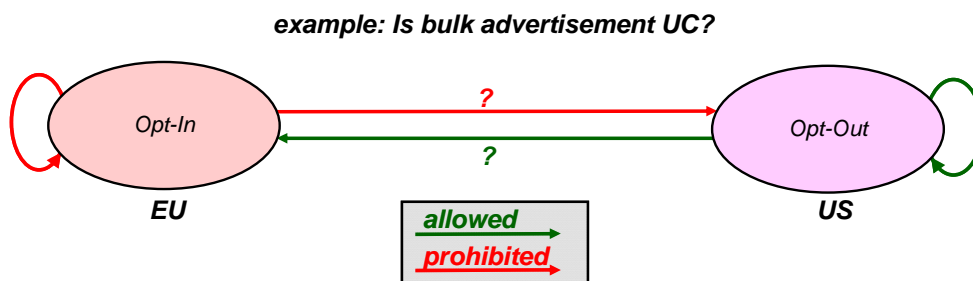 example: Is bulk advertisement UC?
?
Opt-In
Opt-Out
?
EU
US
allowed
prohibited